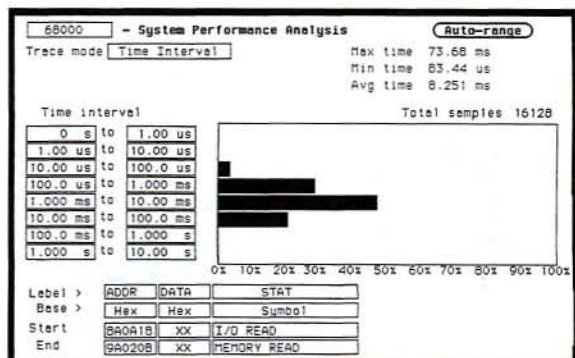 68000 – System Performance Analysis Auto-range
Trace mode Time Interval Max time 73.68 ms
Min time 83.44 us
Avg time 8.251 ms
Time interval Total samples 16128
0 s to 1.00 us
1.00 us to 10.00 us
10.00 us to 100.0 us
100.0 us to 1.000 ms
1.000 ms to 10.00 ms
10.00 ms to 100.0 ms
100.0 ms to 1.000 s
1.000 s to 10.00 s
0% 10% 20% 30% 40% 50% 60% 70% 80% 90% 100%
Label > ADDR DATA STAT
Base > Hex Hex Symbol
Start 8A0A18 XX I/O READ
End 9A020B XX MEMORY READ